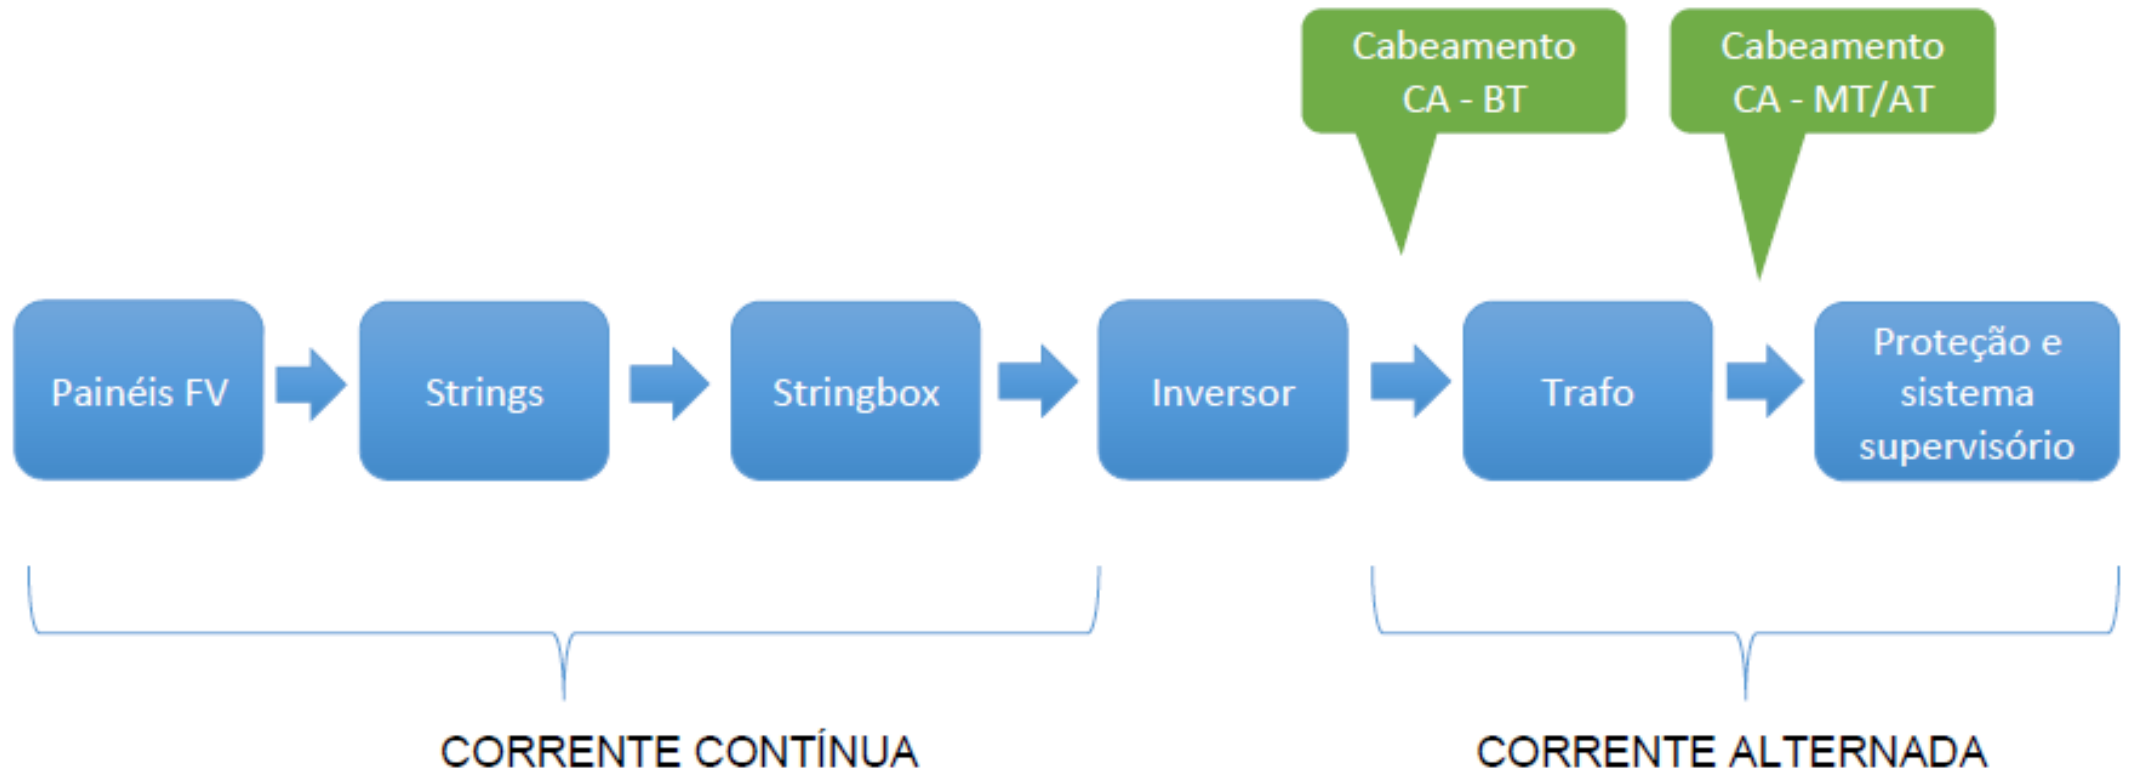 Cabeamento
CA - BT
Cabeamento
CA - MT/AT
Painéis FV
Strings
Stringbox
Inversor
Trafo
Proteção e
sistema
supervisório
CORRENTE CONTÍNUA
CORRENTE ALTERNADA